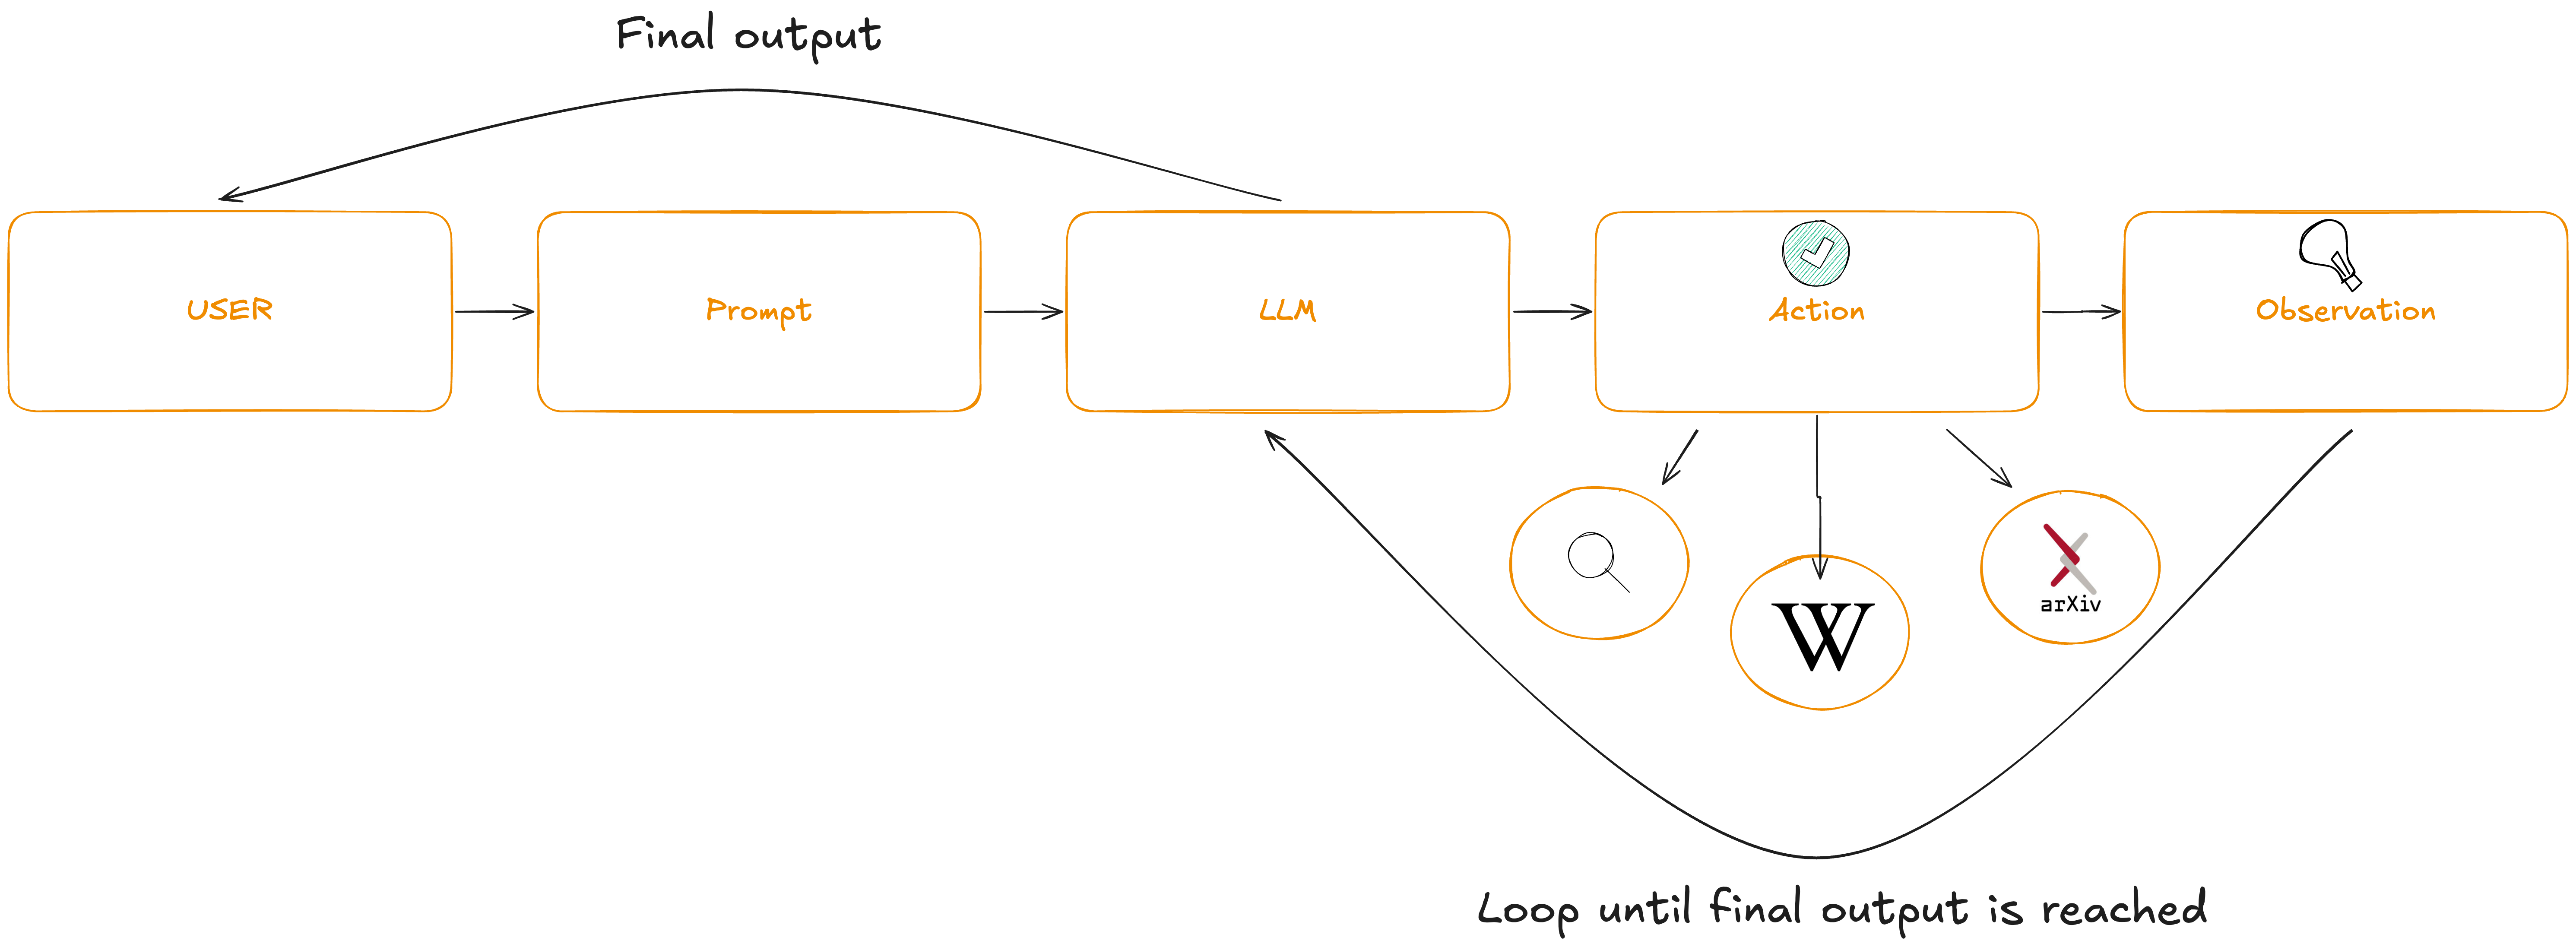 Final output
USER
Prompt
LLM
Action
Observation
W
arXiv
Loop until final output is reached